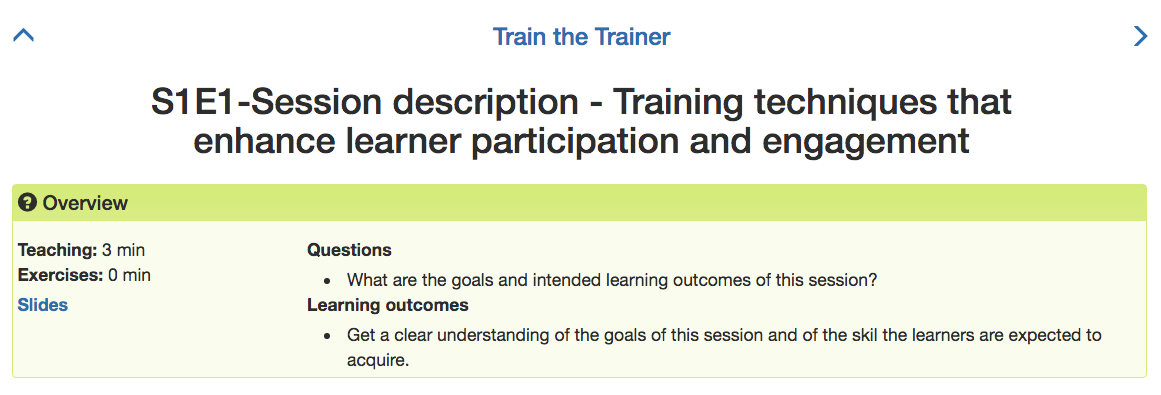 Train the Trainer
S1E1-Session description - Training techniques that
enhance learner participation and engagement
Overview
Teaching: 3 min
Exercises: 0 min
Slides
Questions
What are the goals and intended learning outcomes of this session?
Learning outcomes
Get a clear understanding of the goals of this session and of the skil the learners are expected to
acquire.